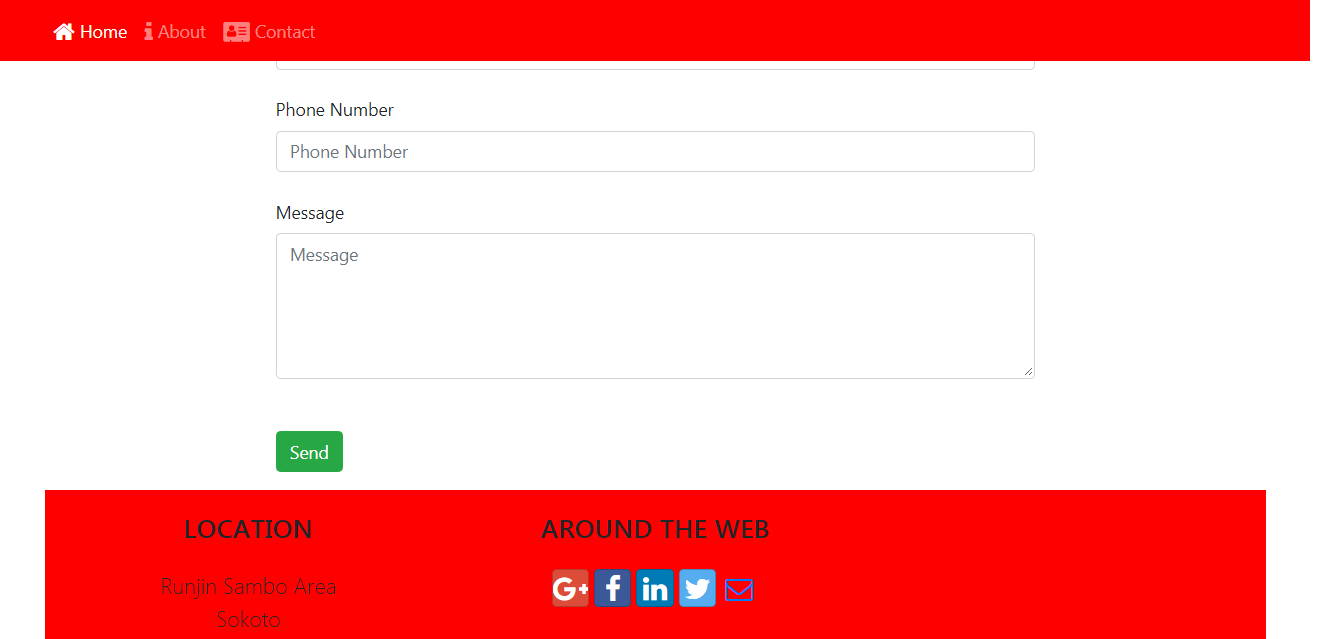 Home About Contact
Phone Number
Phone Number
Message
Message
Send
LOCATION
Runjin Sambo Area
Sokoto
AROUND THE WEB
G+ f in